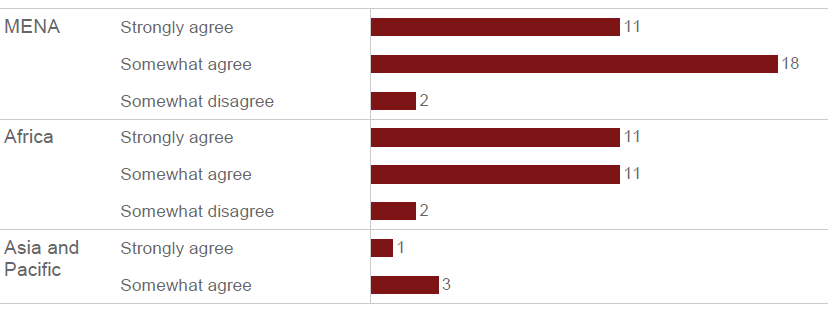 MENA Strongly agree 11
Somewhat agree 18
Somewhat disagree 2
Africa Strongly agree 11
Somewhat agree 11
Somewhat disagree 2
Asia and Strongly agree 1
Pacific
Somewhat agree 3